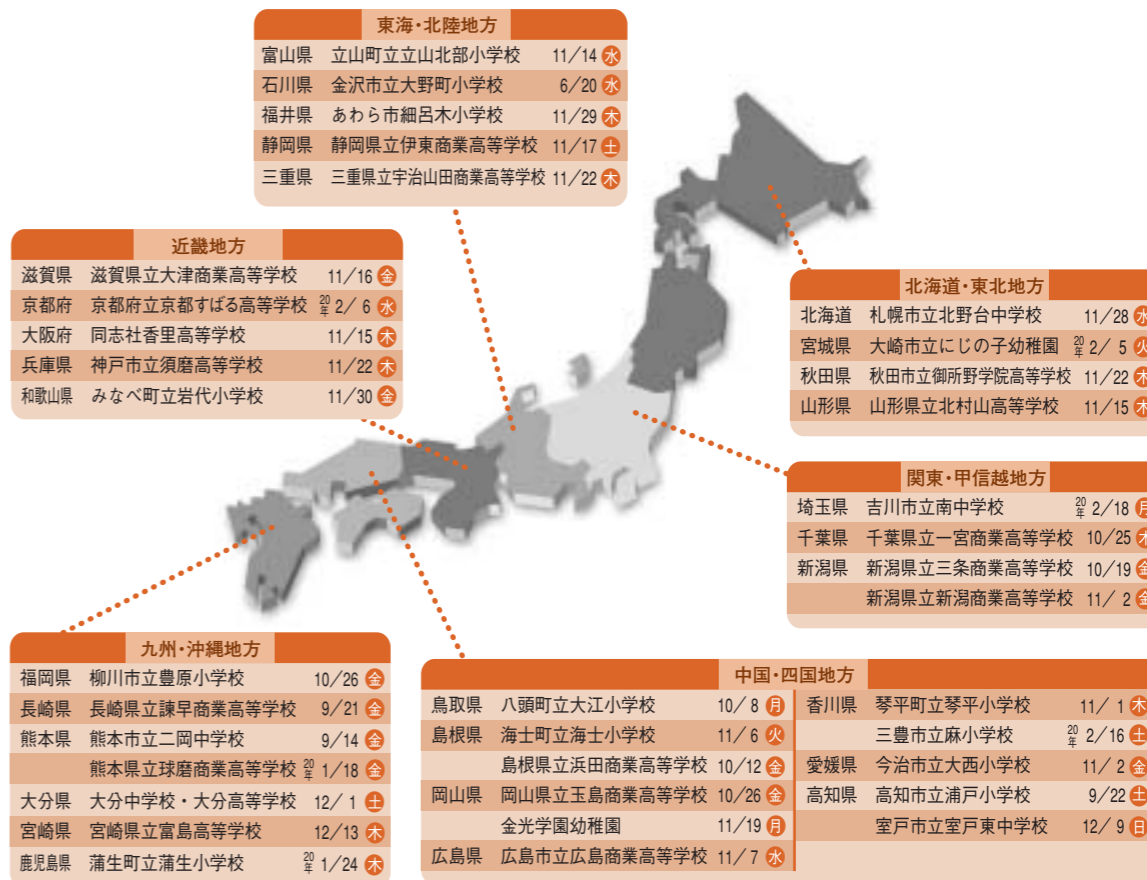 東海・北陸地方
富山県 立山町立立山北部小学校 11/14 水
石川県 金沢市立大野町小学校 6/20 水
福井県 あわら市細呂木小学校 11/29 木
静岡県 静岡県立伊東商業高等学校 11/17 土
三重県 三重県立宇治山田商業高等学校 11/22 木
近畿地方
滋賀県 滋賀県立大津商業高等学校 11/16 金
京都府 京都府立京都すばる高等学校 20年 2/ 6 水
大阪府 同志社香里高等学校 11/15 木
兵庫県 神戸市立須磨高等学校 11/22 木
和歌山県 みなべ町立岩代小学校 11/30 金
北海道・東北地方
北海道 札幌市立北野台中学校 11/28 水
宮城県 大崎市立にじの子幼稚園 20年 2/ 5 火
秋田県 秋田市立御所野学院高等学校 11/22 木
山形県 山形県立北村山高等学校 11/15 木
関東・甲信越地方
埼玉県 吉川市立南中学校 20年 2/18 月
千葉県 千葉県立一宮商業高等学校 10/25 木
新潟県 新潟県立三条商業高等学校 10/19 金
新潟県立新潟商業高等学校 11/ 2 金
九州・沖縄地方
福岡県 柳川市立豊原小学校 10/26 金
長崎県 長崎県立諫早商業高等学校 9/21 金
熊本県 熊本市立二岡中学校 9/14 金
熊本県立球磨商業高等学校 20年 1/18 金
大分県 大分中学校・大分高等学校 12/ 1 土
宮崎県 宮崎県立富島高等学校 12/13 木
鹿児島県 蒲生町立蒲生小学校 20年 1/24 木
中国・四国地方
鳥取県 八頭町立大江小学校 10/ 8 月
島根県 海士町立海士小学校 11/ 6 火
島根県立浜田商業高等学校 10/12 金
岡山県 岡山県立玉島商業高等学校 10/26 金
金光学園幼稚園 11/19 月
広島県 広島市立広島商業高等学校 11/ 7 水
香川県 琴平町立琴平小学校 11/ 1 木
三豊市立麻小学校 20年 2/16 土
愛媛県 今治市立大西小学校 11/ 2 金
高知県 高知市立浦戸小学校 9/22 土
室戸市立室戸東中学校 12/ 9 日